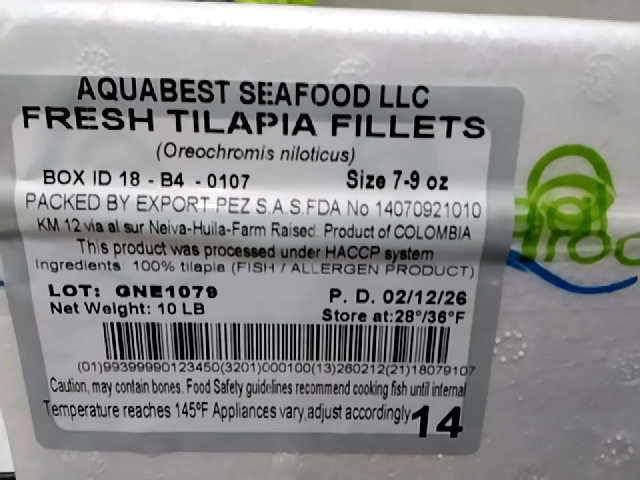 AQUABEST SEAFOOD LLC
FRESH TILAPIA FILLETS
(Oreochromis niloticus)
BOX ID 18 - B4 - 0107 Size 7-9 oz
PACKED BY EXPORT PEZ S.A.S.FDA No 14070921010
KM 12 via al sur Neiva-Huila-Farm Raised. Product of COLOMBIA
This product was processed under HACCP system
Ingredients 100% tilapia (FISH / ALLERGEN PRODUCT)
LOT: GNE1079 P. D. 02/12/26
Net Weight: 10 LB Store at:28°/36°F
(01)99399990123450(3201)000100(13)260212(21)18079107
Caution, may contain bones. Food Safety guidelines recommend cooking fish until internal
Temperature reaches 145°F Appliances vary,adjust accordingly 14